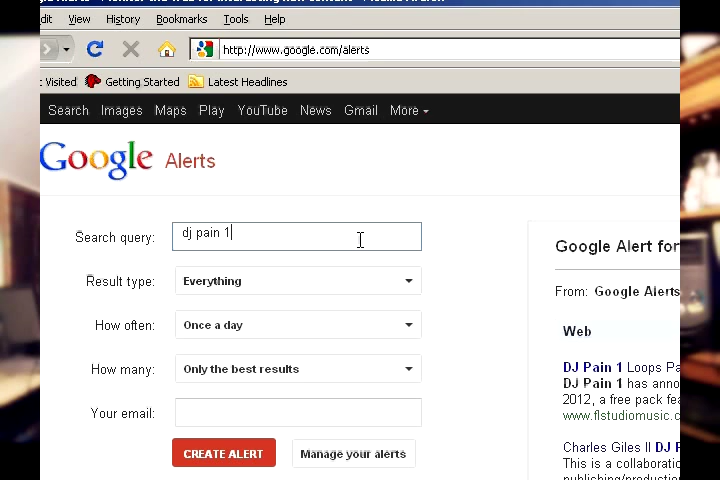 dit View History Bookmarks Tools Help
http://www.google.com/alerts
Visited Getting Started Latest Headlines
Search Images Maps Play YouTube News Gmail More
Google Alerts
Search query: dj pain 1
Result type: Everything
How often: Once a day
How many: Only the best results
Your email:
CREATE ALERT Manage your alerts
Google Alert for
From: Google Alerts
Web
DJ Pain 1 Loops Pa
DJ Pain 1 has anno
2012, a free pack fea
www.flstudiomusic.c
Charles Giles II DJ P
This is a collaboratio